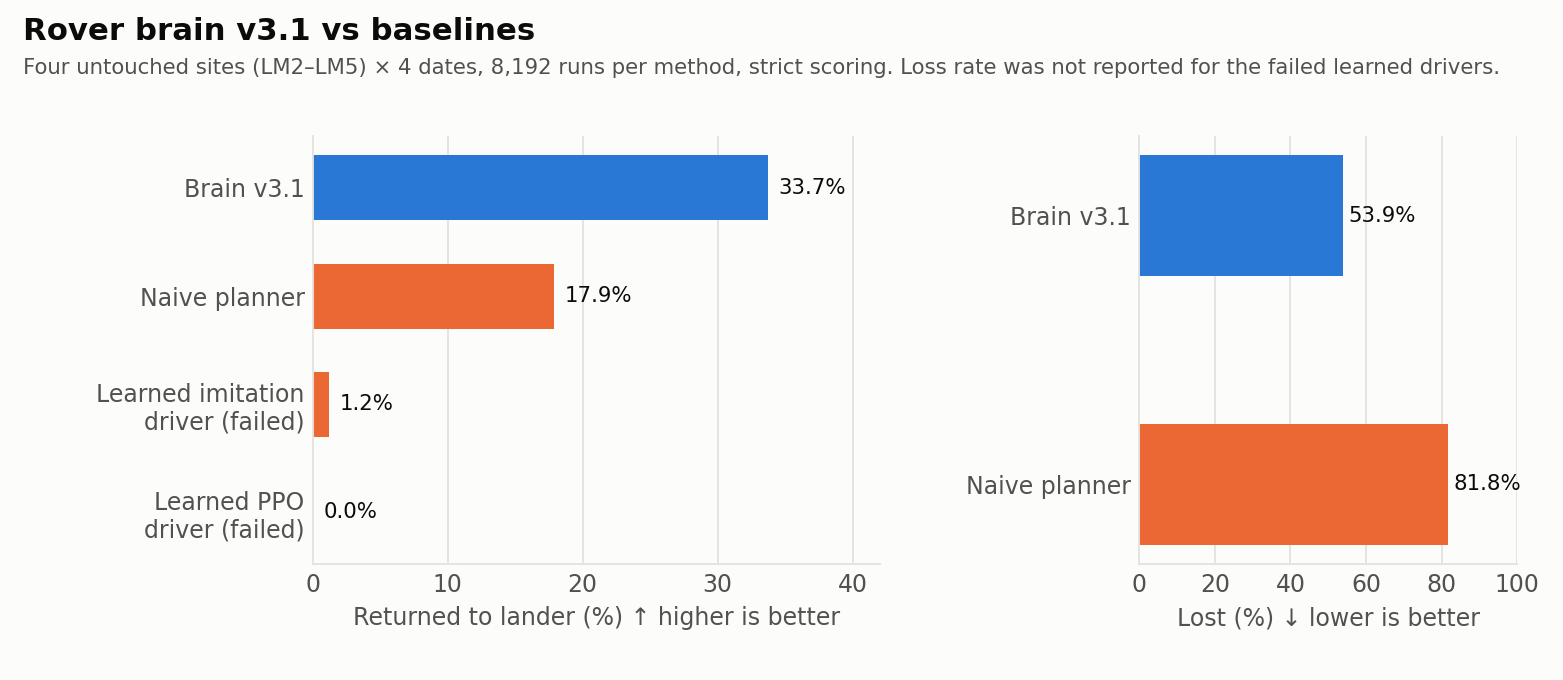 Rover brain v3.1 vs baselines
Four untouched sites (LM2–LM5) × 4 dates, 8,192 runs per method, strict scoring. Loss rate was not reported for the failed learned drivers.
Brain v3.1
33.7%
Naive planner
17.9%
Learned imitation
driver (failed)
1.2%
Learned PPO
driver (failed)
0.0%
0 10 20 30 40
Returned to lander (%) ↑ higher is better
Brain v3.1
53.9%
Naive planner
81.8%
0 20 40 60 80 100
Lost (%) ↓ lower is better